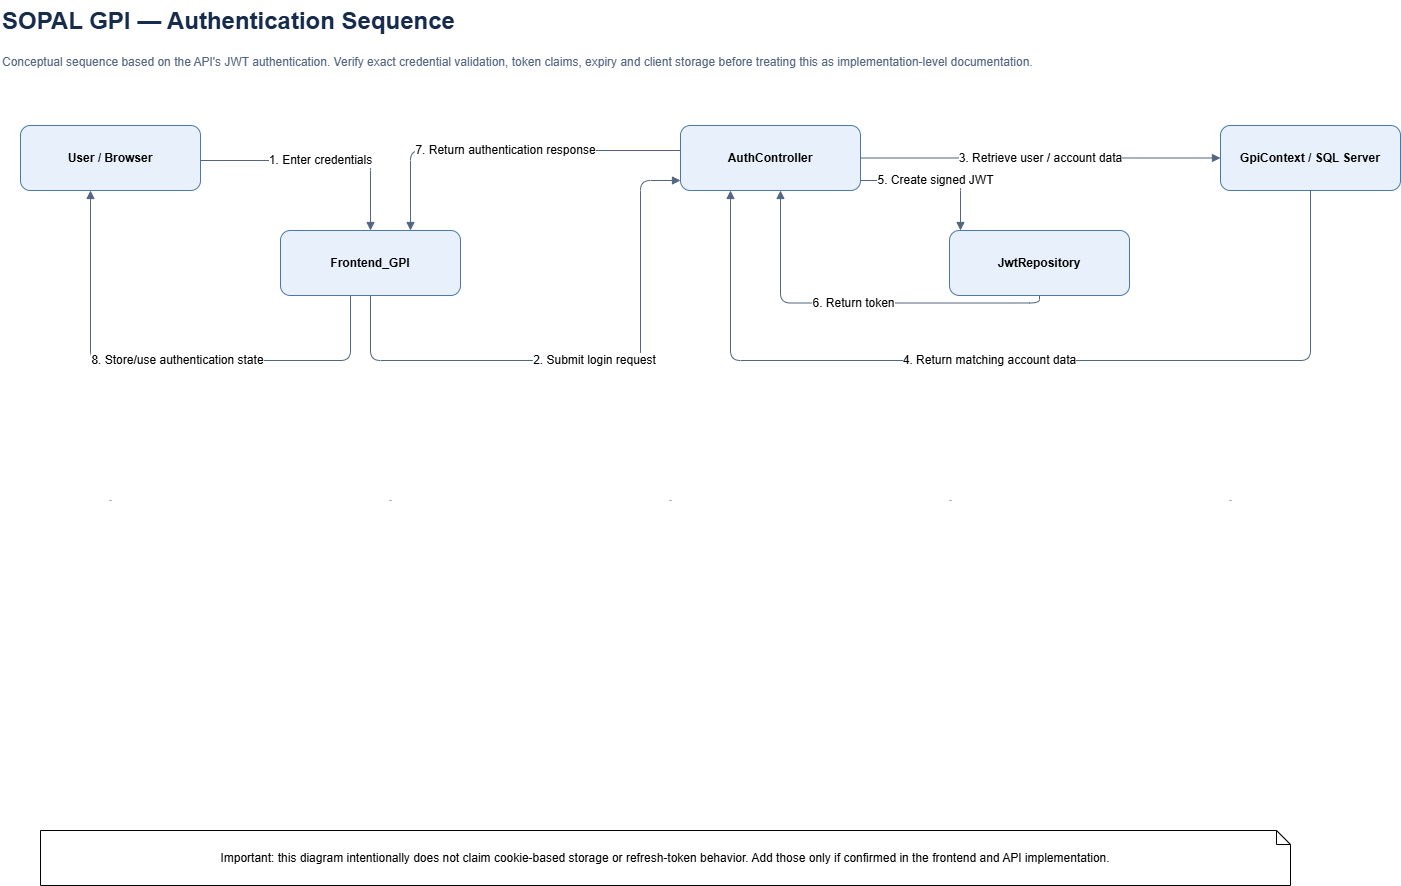 SOPAL GPI — Authentication Sequence
Conceptual sequence based on the API's JWT authentication. Verify exact credential validation, token claims, expiry and client storage before treating this as implementation-level documentation.
User / Browser
1. Enter credentials
7. Return authentication response
AuthController
3. Retrieve user / account data
GpiContext / SQL Server
5. Create signed JWT
Frontend_GPI
JwtRepository
6. Return token
8. Store/use authentication state
2. Submit login request
4. Return matching account data
Important: this diagram intentionally does not claim cookie-based storage or refresh-token behavior. Add those only if confirmed in the frontend and API implementation.